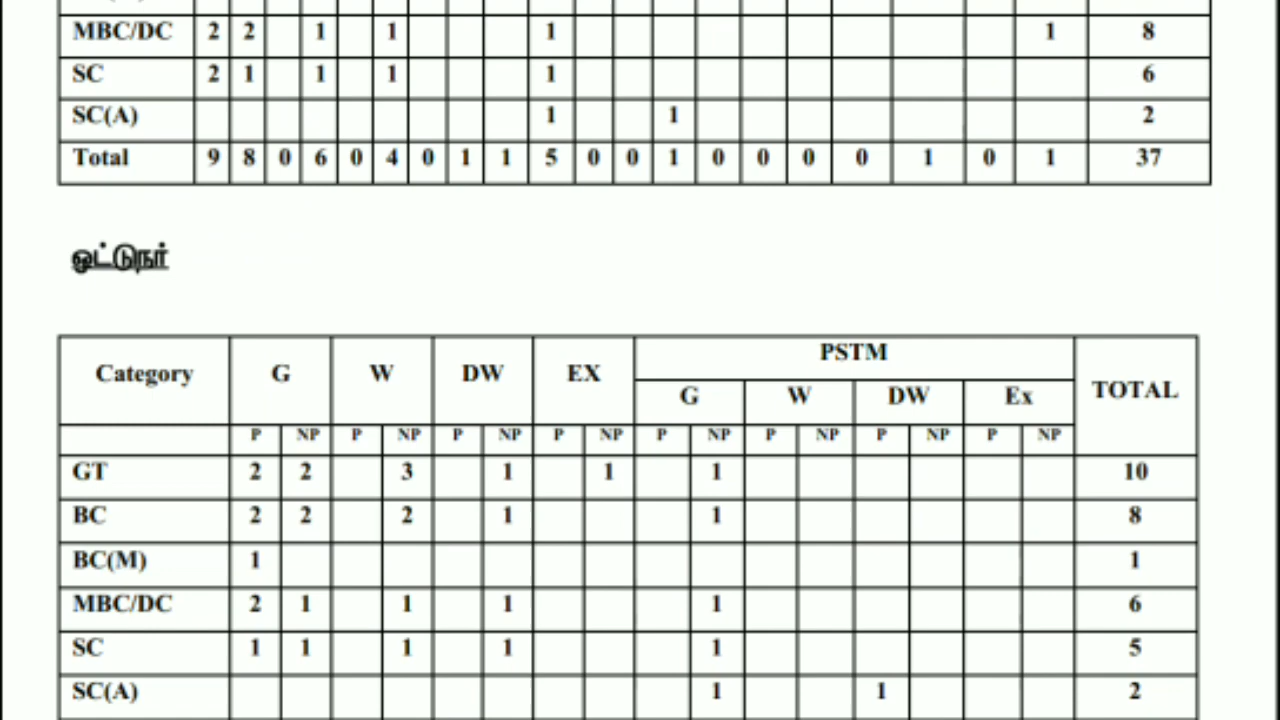 MBC/DC 2 2 1 1 1 1 8
SC 2 1 1 1 1 6
SC(A) 1 1 2
Total 9 8 0 6 0 4 0 1 1 5 0 0 1 0 0 0 0 1 0 1 37
ஓட்டுநர்
Category G W DW EX PSTM TOTAL
G W DW Ex
P NP P NP P NP P NP P NP P NP P NP P NP
GT 2 2 3 1 1 1 10
BC 2 2 2 1 1 8
BC(M) 1 1
MBC/DC 2 1 1 1 1 6
SC 1 1 1 1 1 5
SC(A) 1 1 2